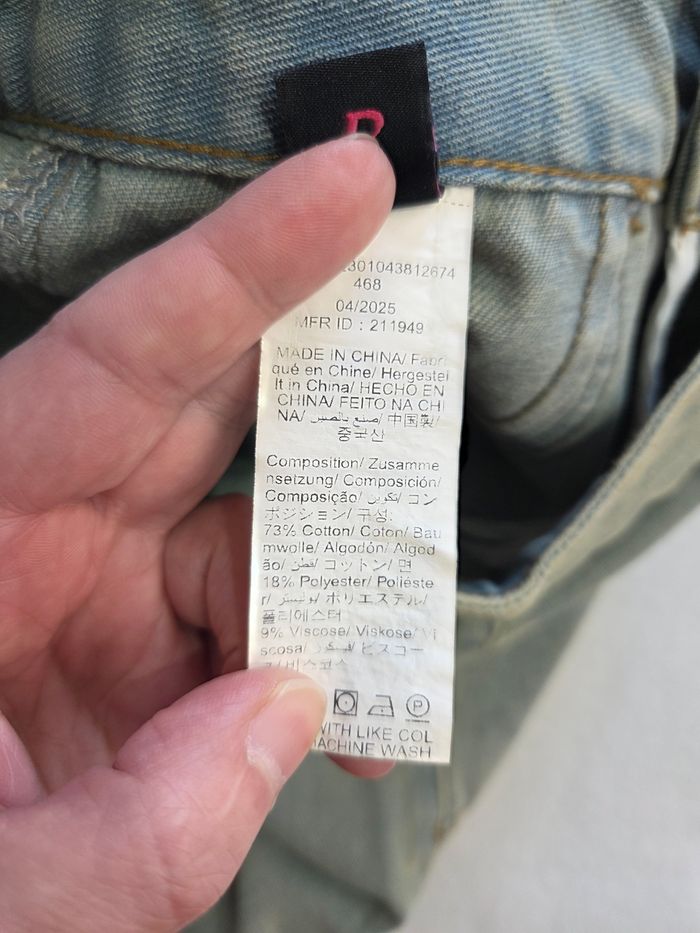 R
301043812674
468
04/2025
MFR ID : 211949
MADE IN CHINA/ Fabri
qué en Chine/ Hergestel
lt in China/ HECHO EN
CHINA/ FEITO NA CHI
NA/ صنع بالصين/ 中国製/
중국산
Composition/ Zusamme
nsetzung/ Composición/
Composição/ تكوين/ コン
ポジション/ 구성:
73% Cotton/ Coton/ Bau
mwolle/ Algodón/ Algod
ão/ قطن/ コットン/ 면
18% Polyester/ Polieste
r/ بوليستر/ ポリエステル/
폴리에스터
9% Viscose/ Viskose/ Vi
scosa/ فيسكوز/ ビスコー
ス/ 비스코스
P
WITH LIKE COL
MACHINE WASH